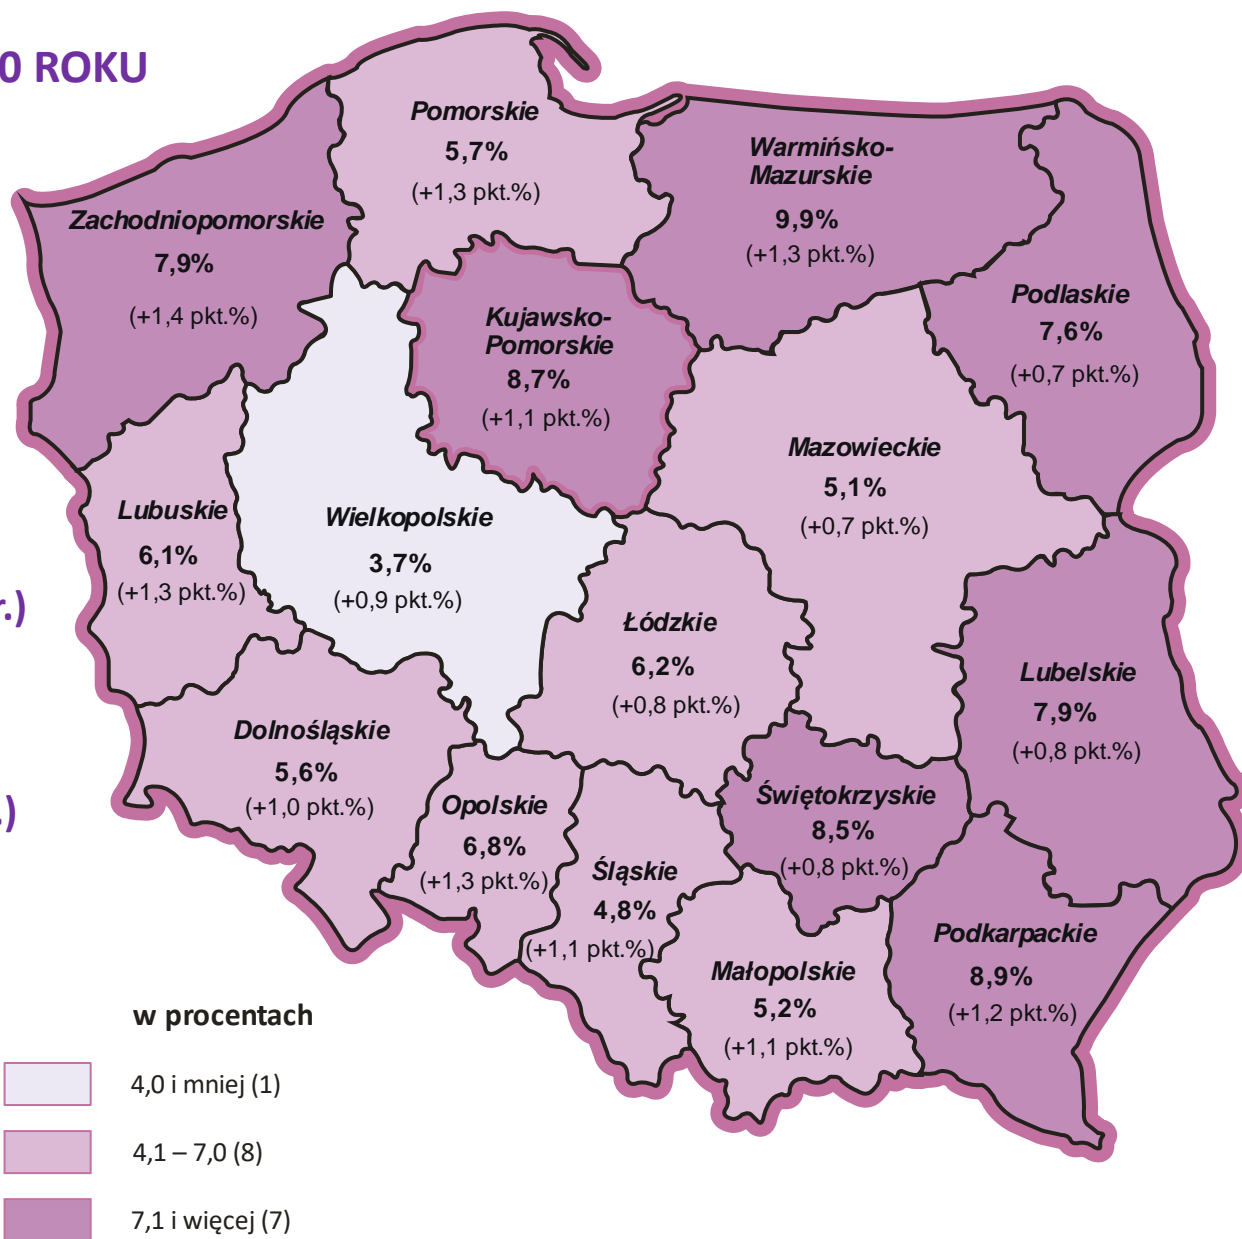 0 ROKU
Pomorskie
5,7%
(+1,3 pkt.%)
Warmińsko-
Mazurskie
9,9%
(+1,3 pkt.%)
Zachodniopomorskie
7,9%
(+1,4 pkt.%)
Podlaskie
7,6%
(+0,7 pkt.%)
Kujawsko-
Pomorskie
8,7%
(+1,1 pkt.%)
Mazowieckie
5,1%
(+0,7 pkt.%)
Lubuskie
6,1%
(+1,3 pkt.%)
Wielkopolskie
3,7%
(+0,9 pkt.%)
r.)
Łódzkie
6,2%
(+0,8 pkt.%)
Lubelskie
7,9%
(+0,8 pkt.%)
Dolnośląskie
5,6%
(+1,0 pkt.%)
.)
Opolskie
6,8%
(+1,3 pkt.%)
Świętokrzyskie
8,5%
(+0,8 pkt.%)
Śląskie
4,8%
(+1,1 pkt.%)
Małopolskie
5,2%
(+1,1 pkt.%)
Podkarpackie
8,9%
(+1,2 pkt.%)
w procentach
4,0 i mniej (1)
4,1 – 7,0 (8)
7,1 i więcej (7)